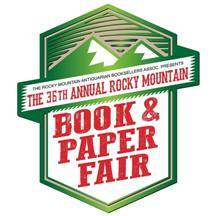 THE ROCKY MOUNTAIN ANTIQUARIAN BOOKSELLERS ASSOC. PRESENTS
THE 36TH ANNUAL ROCKY MOUNTAIN
BOOK &
PAPER
FAIR